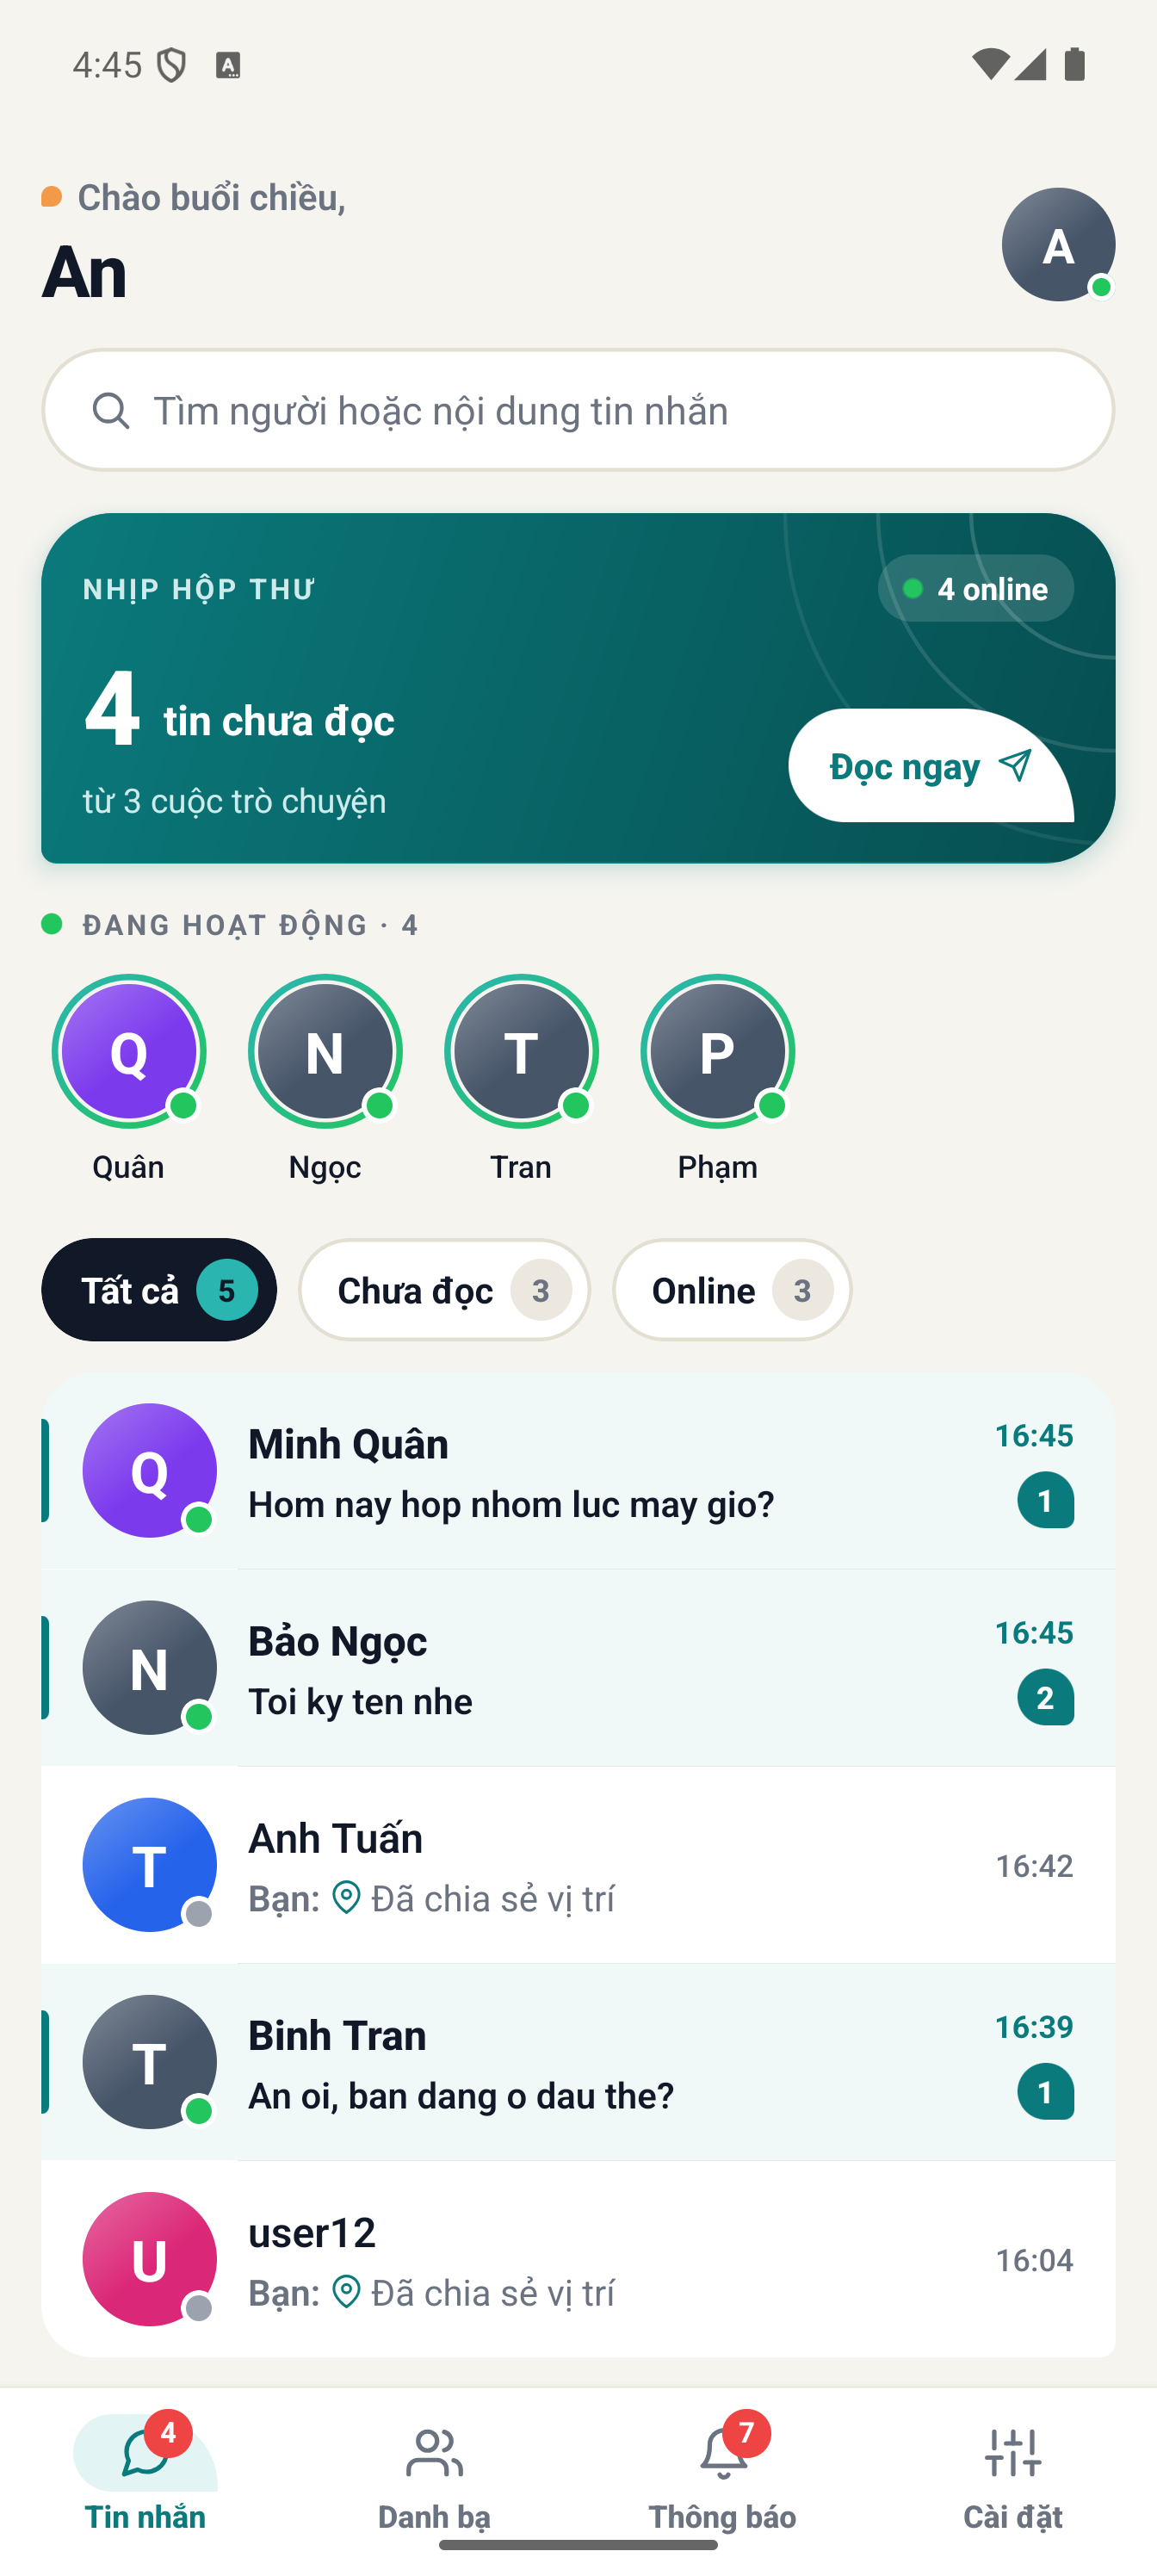 4:45
Chào buổi chiều,
An
A
Tìm người hoặc nội dung tin nhắn
NHỊP HỘP THƯ
4 online
4 tin chưa đọc
từ 3 cuộc trò chuyện
Đọc ngay
ĐANG HOẠT ĐỘNG · 4
Q N T P
Quân Ngọc Tran Phạm
Tất cả 5 Chưa đọc 3 Online 3
Q
Minh Quân 16:45
Hom nay hop nhom luc may gio? 1
N
Bảo Ngọc 16:45
Toi ky ten nhe 2
T
Anh Tuấn 16:42
Bạn: Đã chia sẻ vị trí
T
Binh Tran 16:39
An oi, ban dang o dau the? 1
U
user12 16:04
Bạn: Đã chia sẻ vị trí
4 7
Tin nhắn Danh bạ Thông báo Cài đặt